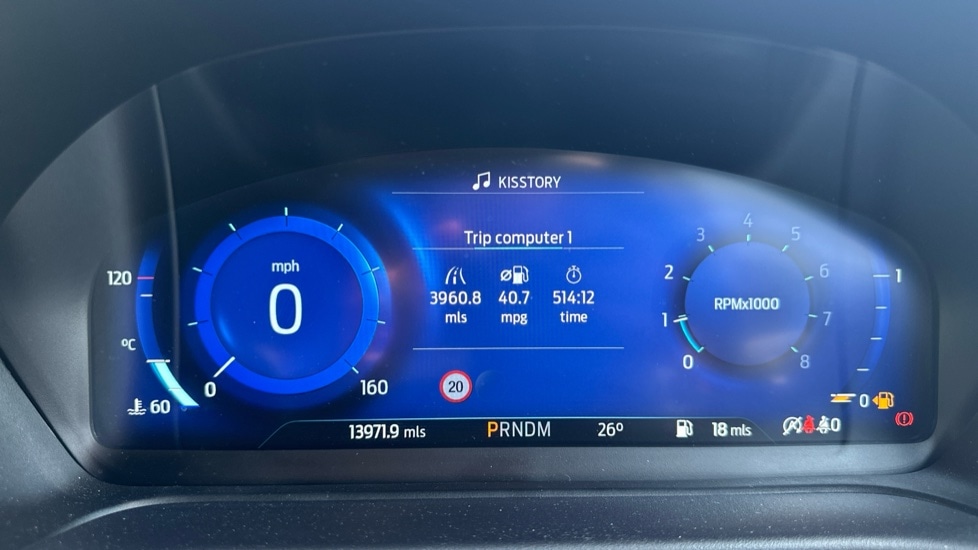 KISSTORY
Trip computer 1
3960.8 40.7 514:12
mls mpg time
mph
0
0 160
120
°C
60
0 1 2 3 4 5 6 7 8
RPMx1000
1
0
20
13971.9 mls PRNDM 26° 18 mls 0